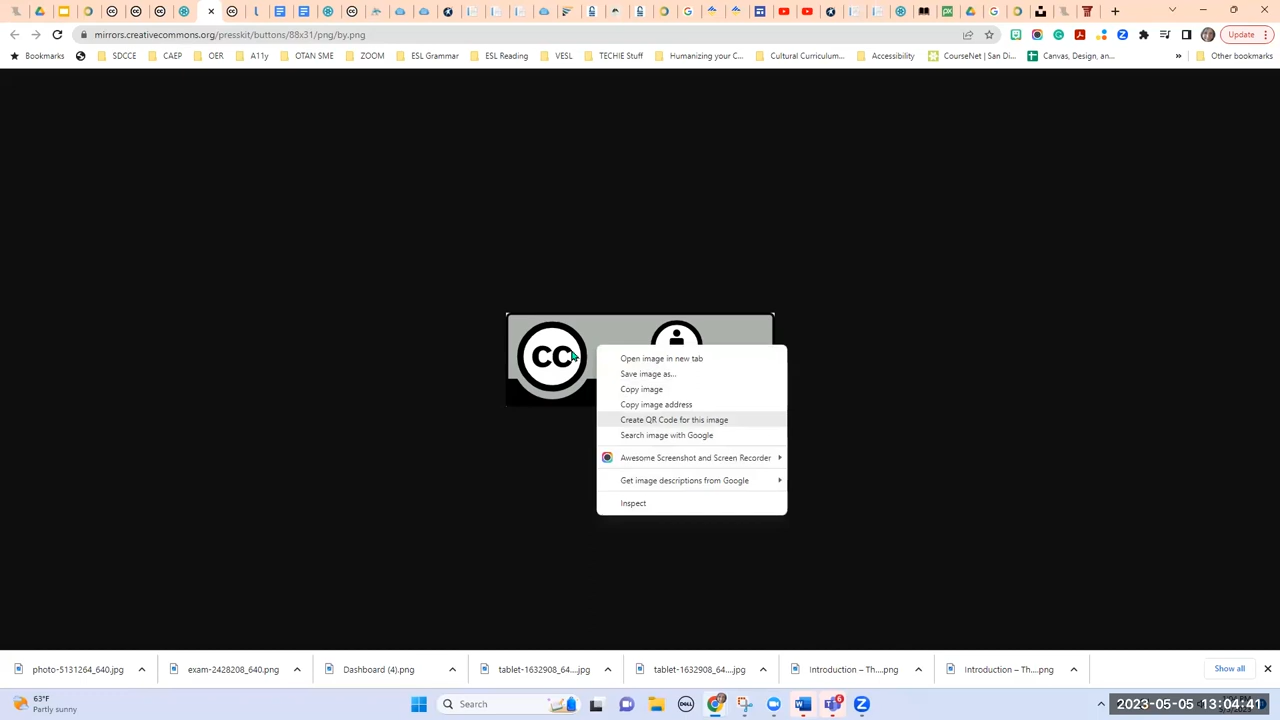 mirrors.creativecommons.org/presskit/buttons/88x31/png/by.png
Update
Bookmarks
SDCCE
CAEP
OER
A11y
OTAN SME
ZOOM
ESL Grammar
ESL Reading
VESL
TECHIE Stuff
Humanizing your C...
Cultural Curriculum...
Accessibility
CourseNet | San Di...
Canvas, Design, an...
Other bookmarks
CC
Open image in new tab
Save image as...
Copy image
Copy image address
Create QR Code for this image
Search image with Google
Awesome Screenshot and Screen Recorder
Get image descriptions from Google
Inspect
photo-5131264_640.jpg
exam-2428208_640.png
Dashboard (4).png
tablet-1632908_64....jpg
tablet-1632908_64....jpg
Introduction – Th....png
Introduction – Th....png
Show all
63°F
Partly sunny
Search
DELL
6
2023-05-05 13:04:41